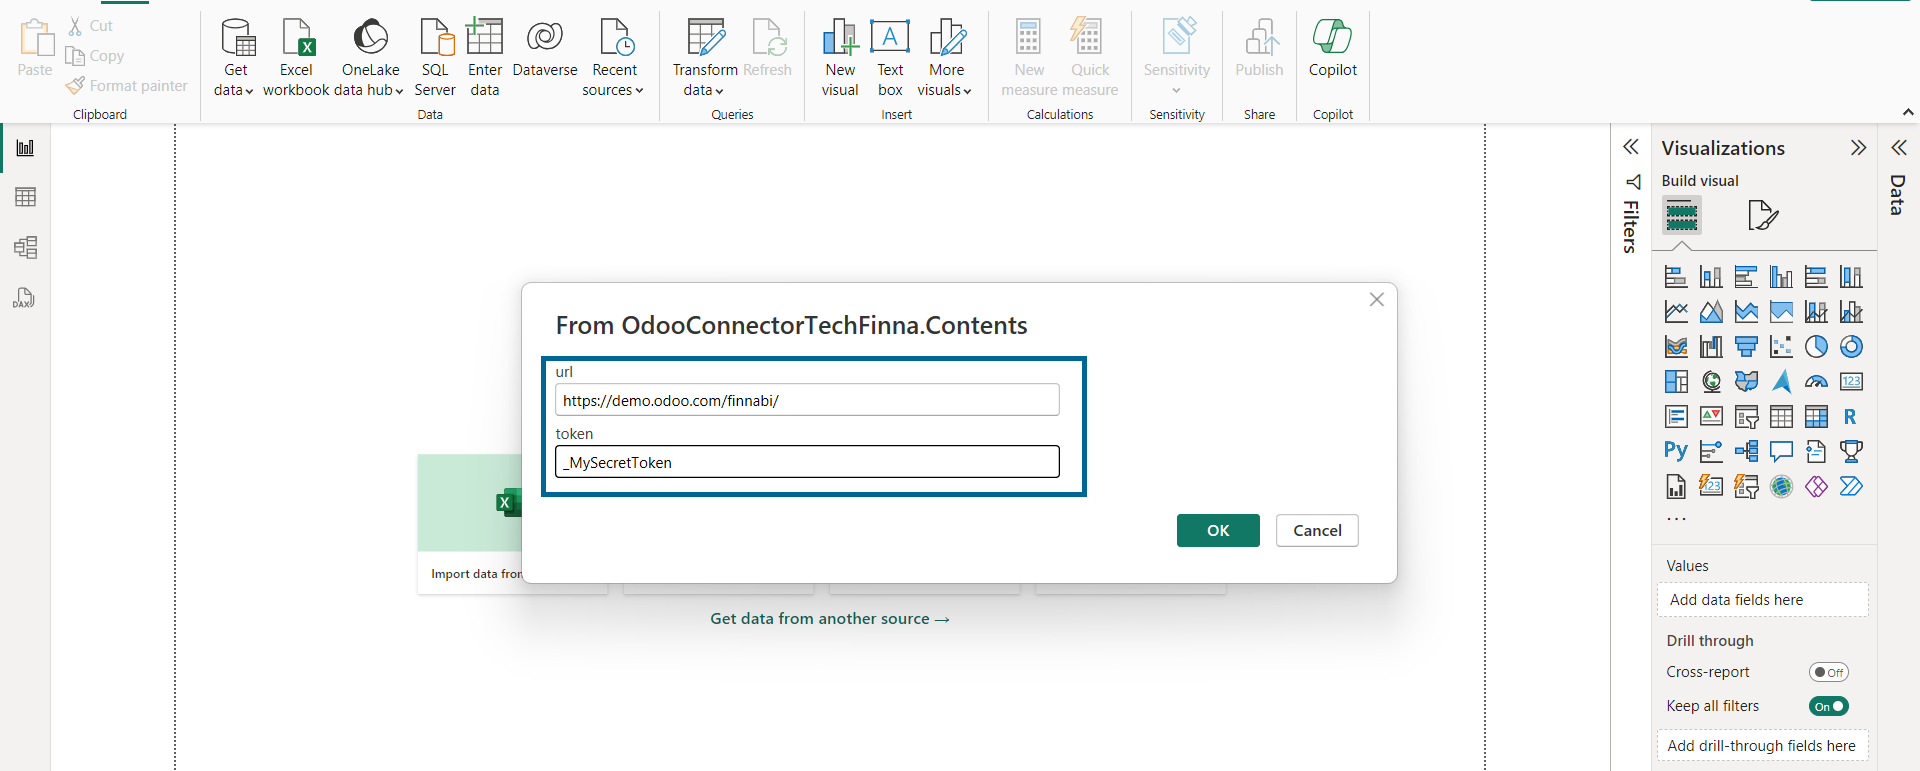 Paste
Cut
Copy
Format painter
Clipboard
Get data
Excel workbook
OneLake data hub
SQL Server
Enter data
Dataverse
Recent sources
Data
Transform data
Refresh
Queries
New visual
Text box
More visuals
Insert
New measure
Quick measure
Calculations
Sensitivity
Sensitivity
Publish
Share
Copilot
Copilot
From OdooConnectorTechFinna.Contents
url
https://demo.odoo.com/finnabi/
token
_MySecretToken
OK
Cancel
Import data from
Get data from another source →
Filters
Visualizations
Build visual
123
R
Py
123
...
Values
Add data fields here
Drill through
Cross-report
Off
Keep all filters
On
Add drill-through fields here
Data
DAX
A
X
X